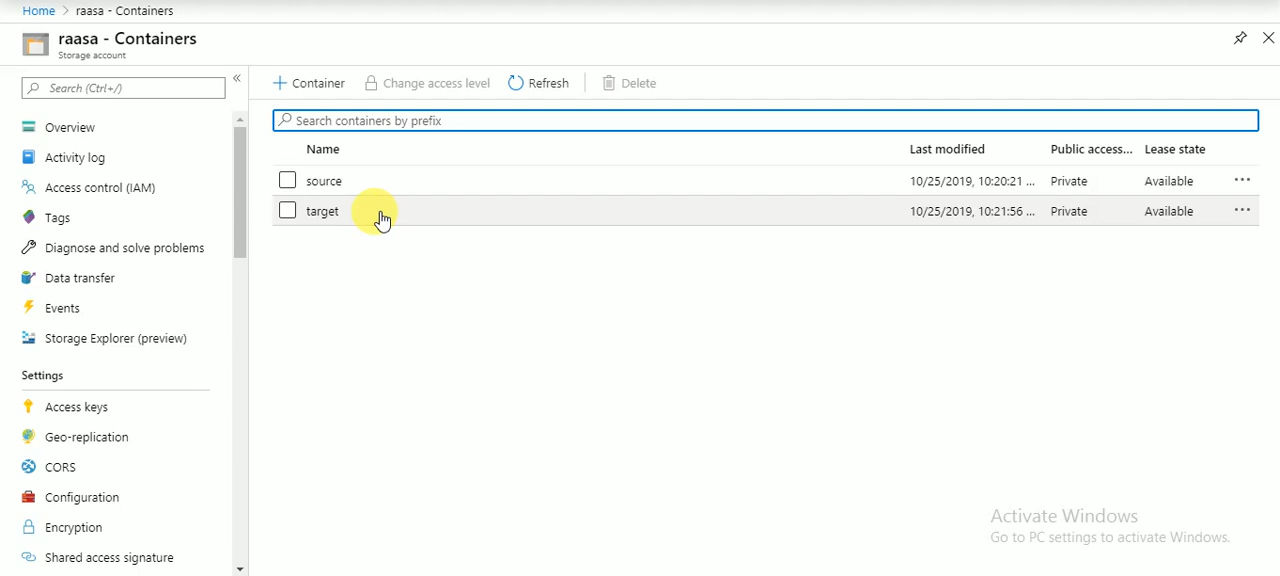 Home > raasa - Containers
raasa - Containers
Storage account
Search (Ctrl+/)
«
Overview
Activity log
Access control (IAM)
Tags
Diagnose and solve problems
Data transfer
Events
Storage Explorer (preview)
Settings
Access keys
Geo-replication
CORS
Configuration
Encryption
Shared access signature
+ Container Change access level Refresh Delete
Search containers by prefix
Name Last modified Public access... Lease state
source 10/25/2019, 10:20:21 ... Private Available ...
target 10/25/2019, 10:21:56 ... Private Available ...
Activate Windows
Go to PC settings to activate Windows.